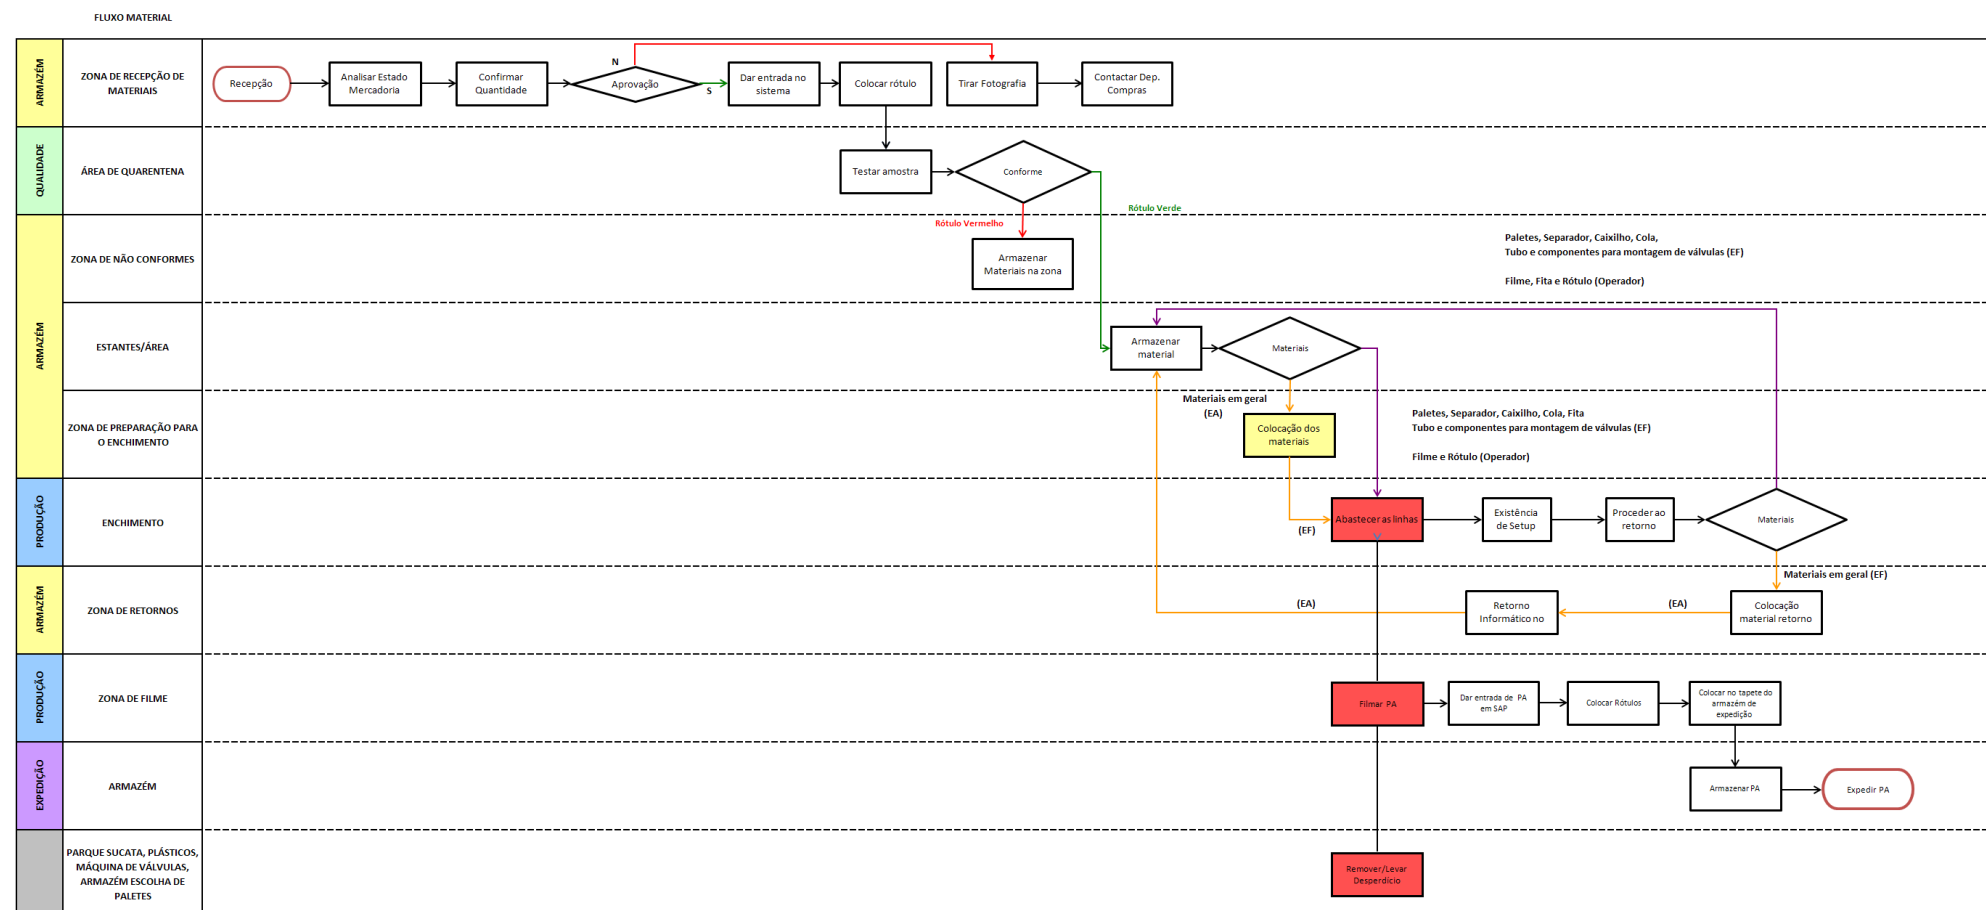 FLUXO MATERIAL
ARMAZÉM
ZONA DE RECEPÇÃO DE
MATERIAIS
Recepção
Analisar Estado
Mercadoria
Confirmar
Quantidade
N
Aprovação
S
Dar entrada no
sistema
Colocar rótulo
Tirar Fotografia
Contactar Dep.
Compras
QUALIDADE
ÁREA DE QUARENTENA
Testar amostra
Conforme
Rótulo Verde
Rótulo Vermelho
ARMAZÉM
ZONA DE NÃO CONFORMES
Armazenar
Materiais na zona
Paletes, Separador, Caixilho, Cola,
Tubo e componentes para montagem de válvulas (EF)
Filme, Fita e Rótulo (Operador)
ESTANTES/ÁREA
Armazenar
material
Materiais
ZONA DE PREPARAÇÃO PARA
O ENCHIMENTO
Materiais em geral
(EA)
Colocação dos
materiais
Paletes, Separador, Caixilho, Cola, Fita
Tubo e componentes para montagem de válvulas (EF)
Filme e Rótulo (Operador)
PRODUÇÃO
ENCHIMENTO
(EF)
Abastecer as linhas
Existência
de Setup
Proceder ao
retorno
Materiais
Materiais em geral (EF)
ARMAZÉM
ZONA DE RETORNOS
(EA)
Retorno
Informático no
(EA)
Colocação
material retorno
PRODUÇÃO
ZONA DE FILME
Filmar PA
Dar entrada de PA
em SAP
Colocar Rótulos
Colocar no tapete do
armazém de
expedição
EXPEDIÇÃO
ARMAZÉM
Armazenar PA
Expedir PA
PARQUE SUCATA, PLÁSTICOS,
MÁQUINA DE VÁLVULAS,
ARMAZÉM ESCOLHA DE
PALETES
Remover/Levar
Desperdício